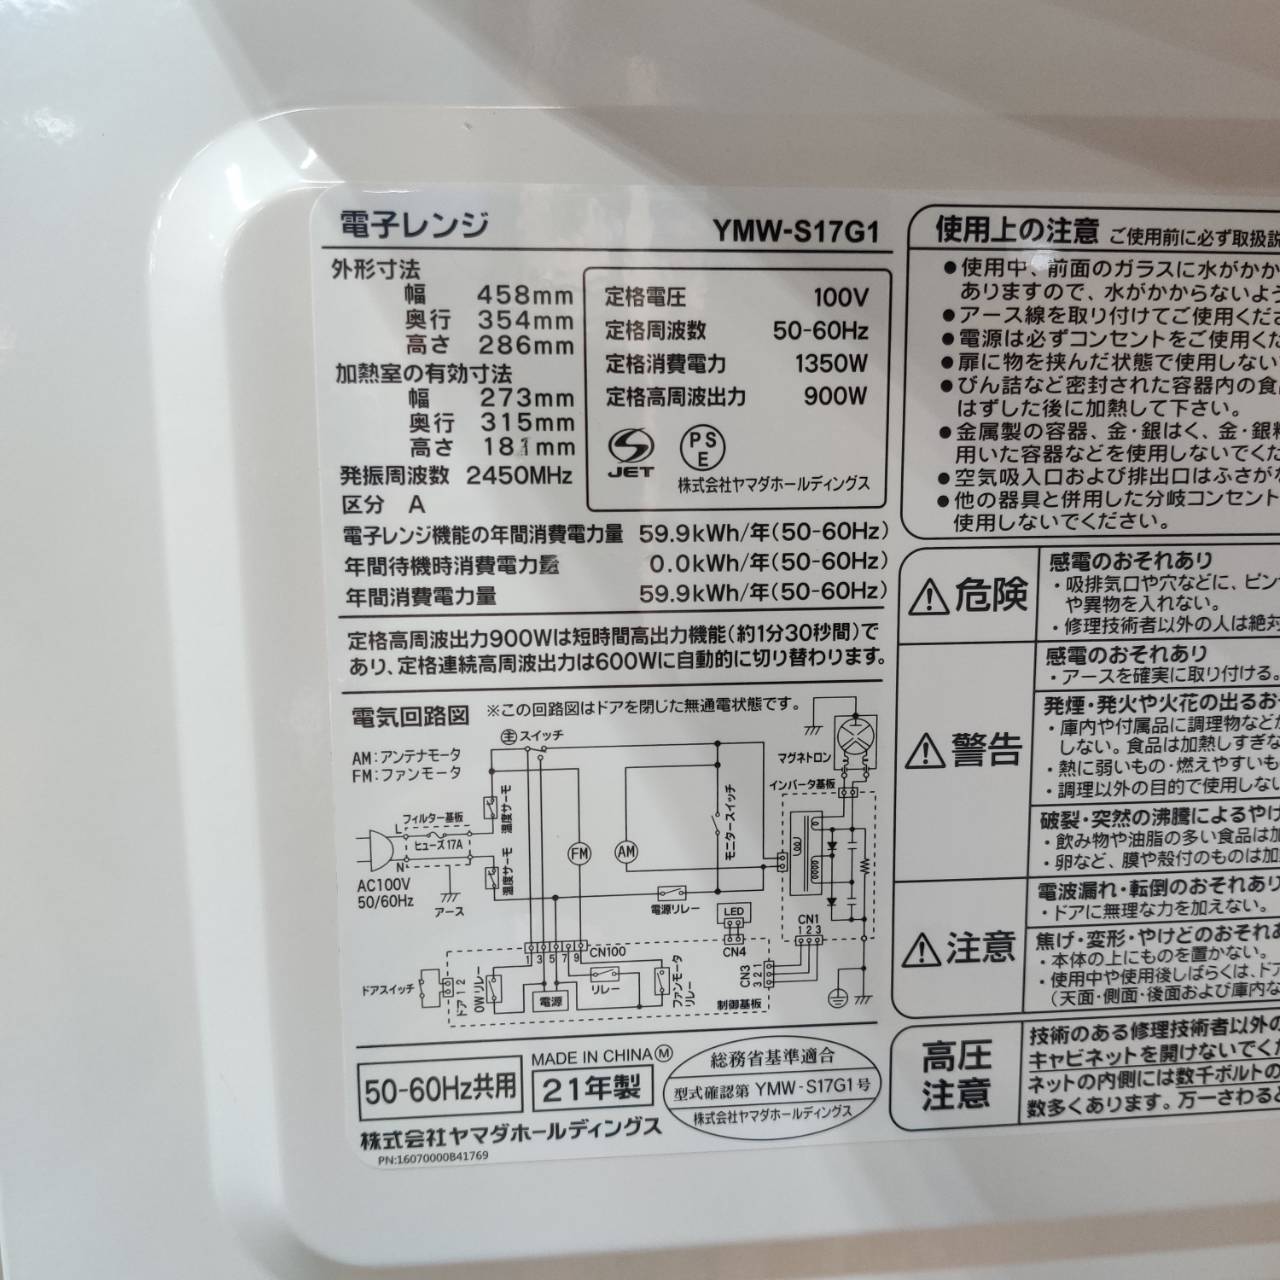 電子レンジ YMW-S17G1
外形寸法
幅 458mm
奥行 354mm
高さ 286mm
加熱室の有効寸法
幅 273mm
奥行 315mm
高さ 181mm
発振周波数 2450MHz
区分 A
定格電圧 100V
定格周波数 50-60Hz
定格消費電力 1350W
定格高周波出力 900W
S JET
PS
E
株式会社ヤマダホールディングス
電子レンジ機能の年間消費電力量 59.9kWh/年(50-60Hz)
年間待機時消費電力量 0.0kWh/年(50-60Hz)
年間消費電力量 59.9kWh/年(50-60Hz)
定格高周波出力900Wは短時間高出力機能(約1分30秒間)で
あり、定格連続高周波出力は600Wに自動的に切り替わります。
電気回路図 ※この回路図はドアを閉じた無通電状態です。
主 スイッチ
AM:アンテナモータ
FM:ファンモータ
マグネトロン
インバータ基板
フィルター基板
温度サーモ
モニタースイッチ
L
ヒューズ17A
N
FM
AM
温度サーモ
AC100V
50/60Hz
アース
電源リレー
LED
CN4
CN1
1 2 3
CN100
1 3 5 7 9
ドアスイッチ
ドア 1 2
0Wリレー
電源
リレー
ファンモータ
リレー
CN3
3 2 1
制御基板
50-60Hz共用
MADE IN CHINA M
21年製
総務省基準適合
型式確認第 YMW-S17G1号
株式会社ヤマダホールディングス
株式会社ヤマダホールディングス
PN:16070000B41769
使用上の注意 ご使用前に必ず取扱説
●使用中、前面のガラスに水がかか
ありますので、水がかからないよう
●アース線を取り付けてご使用くださ
●電源は必ずコンセントをご使用くだ
●扉に物を挟んだ状態で使用しない
●びん詰など密封された容器内の食
はずした後に加熱して下さい。
●金属製の容器、金・銀はく、金・銀
用いた容器などを使用しないでくだ
●空気吸入口および排出口はふさがな
●他の器具と併用した分岐コンセント
使用しないでください。
⚠危険
感電のおそれあり
・吸排気口や穴などに、ピン
や異物を入れない。
・修理技術者以外の人は絶対
⚠警告
感電のおそれあり
・アースを確実に取り付ける。
発煙・発火や火花の出るおそ
・庫内や付属品に調理物など
しない。食品は加熱しすぎな
・熱に弱いもの・燃えやすいも
・調理以外の目的で使用しない
破裂・突然の沸騰によるやけ
・飲み物や油脂の多い食品は加
・卵など、膜や殻付のものは加
⚠注意
電波漏れ・転倒のおそれあり
・ドアに無理な力を加えない。
焦げ・変形・やけどのおそれあ
・本体の上にものを置かない。
・使用中や使用後しばらくは、ド
(天面・側面・後面および庫内な
高圧
注意
技術のある修理技術者以外の
キャビネットを開けないでくだ
ネットの内側には数千ボルトの
数多くあります。万一さわると